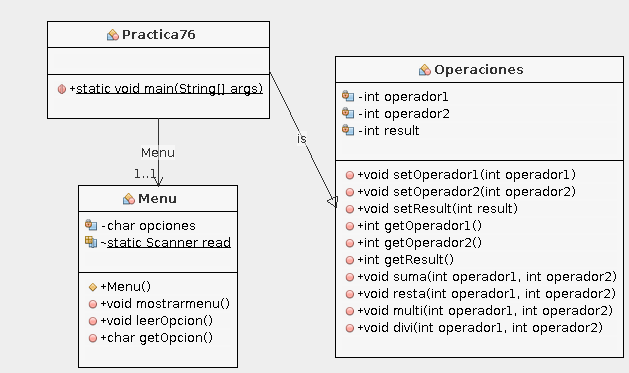 Practica76
+static void main(String[] args)
Menu
1..1
is
Menu
-char opciones
~static Scanner read
+Menu()
+void mostrarmenu()
+void leerOpcion()
+char getOpcion()
Operaciones
-int operador1
-int operador2
-int result
+void setOperador1(int operador1)
+void setOperador2(int operador2)
+void setResult(int result)
+int getOperador1()
+int getOperador2()
+int getResult()
+void suma(int operador1, int operador2)
+void resta(int operador1, int operador2)
+void multi(int operador1, int operador2)
+void divi(int operador1, int operador2)